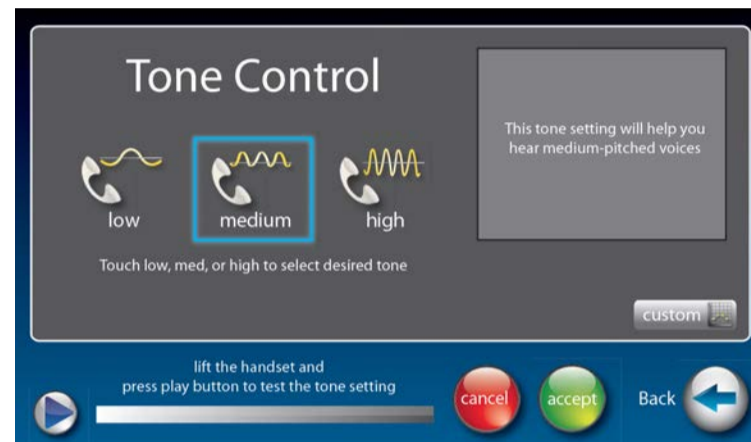 Tone Control
This tone setting will help you
hear medium-pitched voices
low
medium
high
Touch low, med, or high to select desired tone
custom
lift the handset and
press play button to test the tone setting
cancel
accept
Back